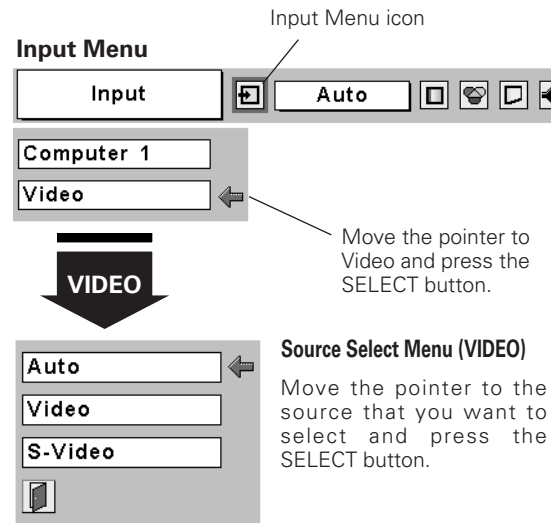 Input Menu icon
Input Menu
Input
Auto
Computer 1
Video
Move the pointer to
Video and press the
SELECT button.
VIDEO
Auto
Video
S-Video
Source Select Menu (VIDEO)
Move the pointer to the
source that you want to
select and press the
SELECT button.